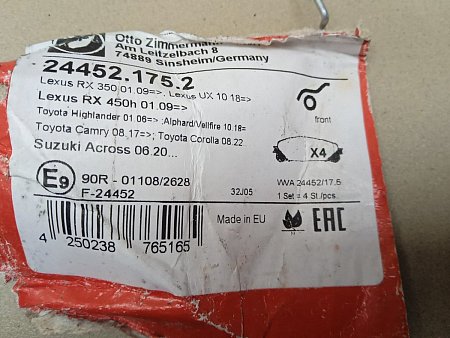 Otto Zimmermann
Am Leitzelbach 8
74889 Sinsheim/Germany
24452.175.2
Lexus RX 350 01.09=>; Lexus UX 10 18=>
Lexus RX 450h 01.09=>
Toyota Highlander 01 06=>; Alphard/Vellfire 10.18=
Toyota Camry 08.17=>; Toyota Corolla 08.22
Suzuki Across 06.20...
front
X4
E9
90R - 01108/2628
F-24452
32J05
WVA 24452/17.5
1 Set = 4 St./pcs.
Made in EU
EAC
4 250238 765165